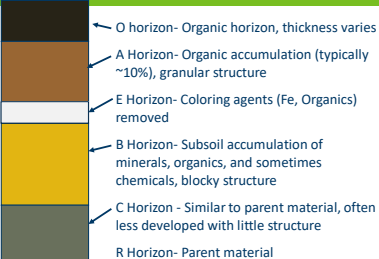 O horizon- Organic horizon, thickness varies
A Horizon- Organic accumulation (typically
~10%), granular structure
E Horizon- Coloring agents (Fe, Organics)
removed
B Horizon- Subsoil accumulation of
minerals, organics, and sometimes
chemicals, blocky structure
C Horizon - Similar to parent material, often
less developed with little structure
R Horizon- Parent material